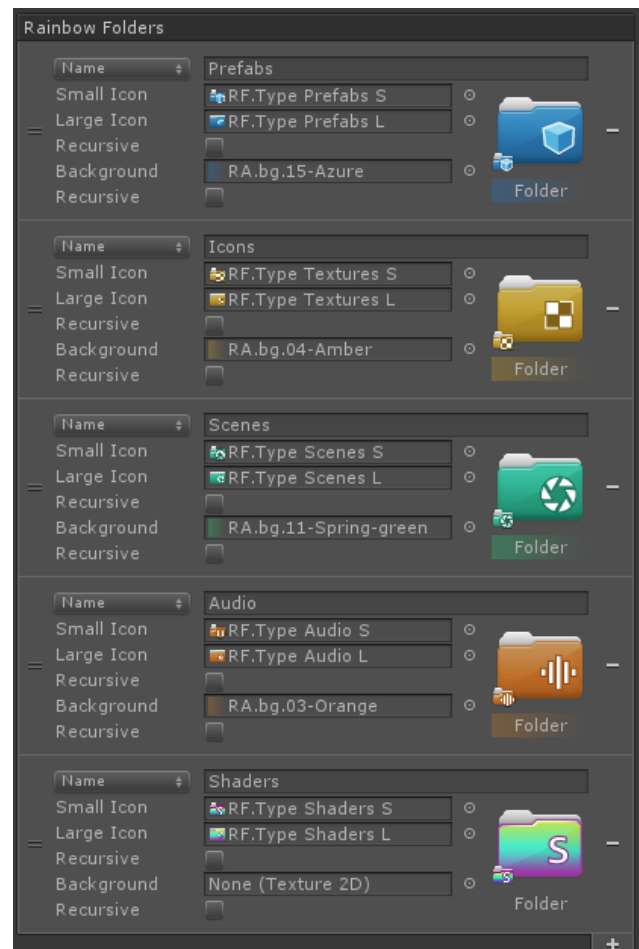 Rainbow Folders
Name Prefabs
Small Icon RF.Type Prefabs S
Large Icon RF.Type Prefabs L
Recursive
Background RA.bg.15-Azure
Recursive
Folder
Name Icons
Small Icon RF.Type Textures S
Large Icon RF.Type Textures L
Recursive
Background RA.bg.04-Amber
Recursive
Folder
Name Scenes
Small Icon RF.Type Scenes S
Large Icon RF.Type Scenes L
Recursive
Background RA.bg.11-Spring-green
Recursive
Folder
Name Audio
Small Icon RF.Type Audio S
Large Icon RF.Type Audio L
Recursive
Background RA.bg.03-Orange
Recursive
Folder
Name Shaders
Small Icon RF.Type Shaders S
Large Icon RF.Type Shaders L
S
Recursive
Background None (Texture 2D)
Recursive
Folder